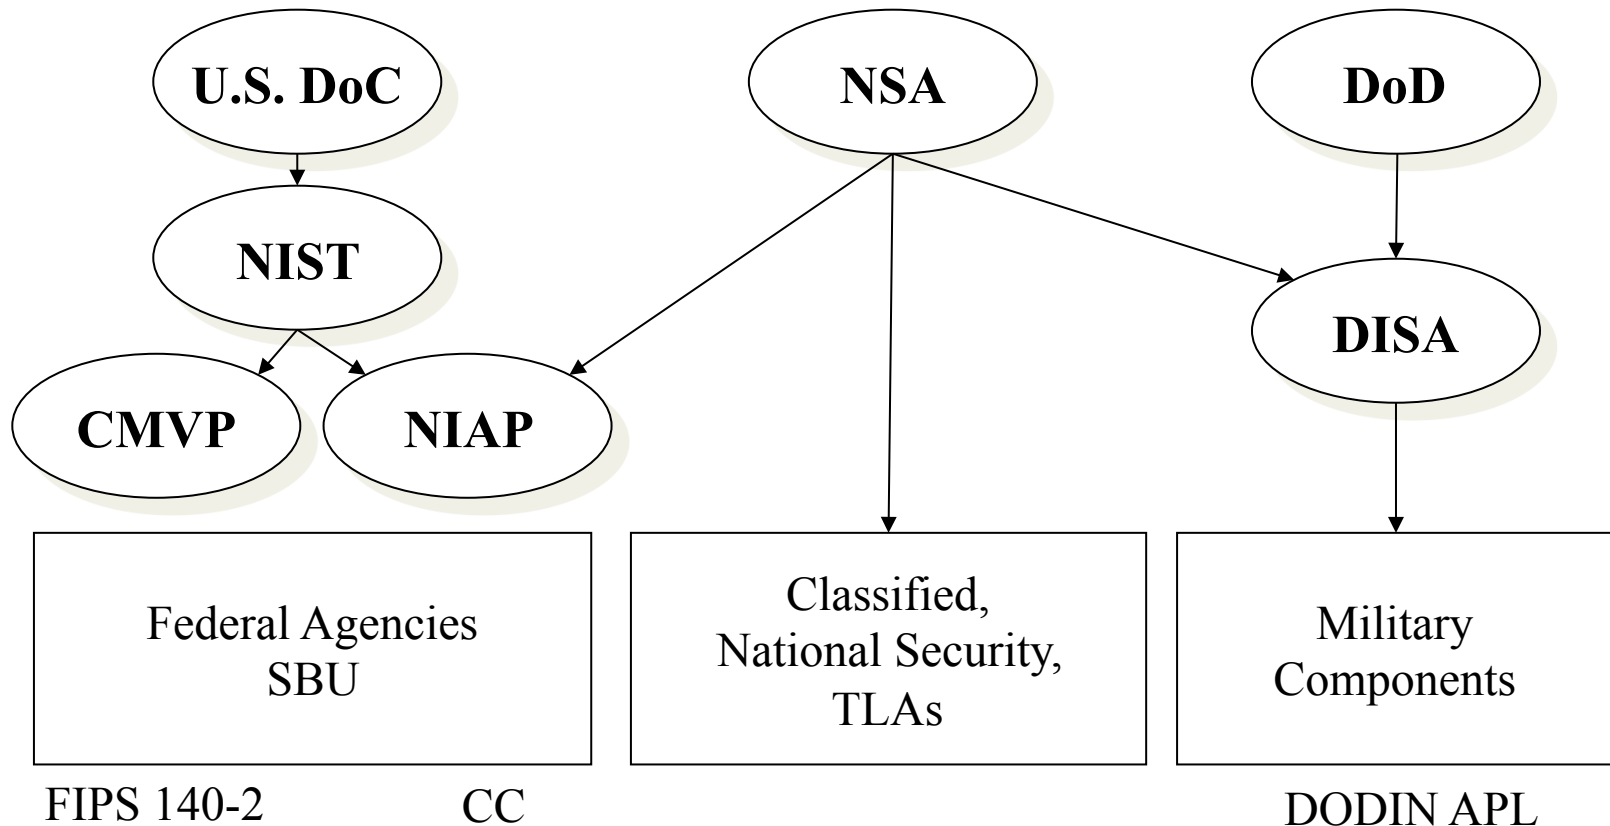 U.S. DoC
NSA
DoD
NIST
DISA
CMVP
NIAP
Federal Agencies
SBU
Classified,
National Security,
TLAs
Military
Components
FIPS 140-2
CC
DODIN APL